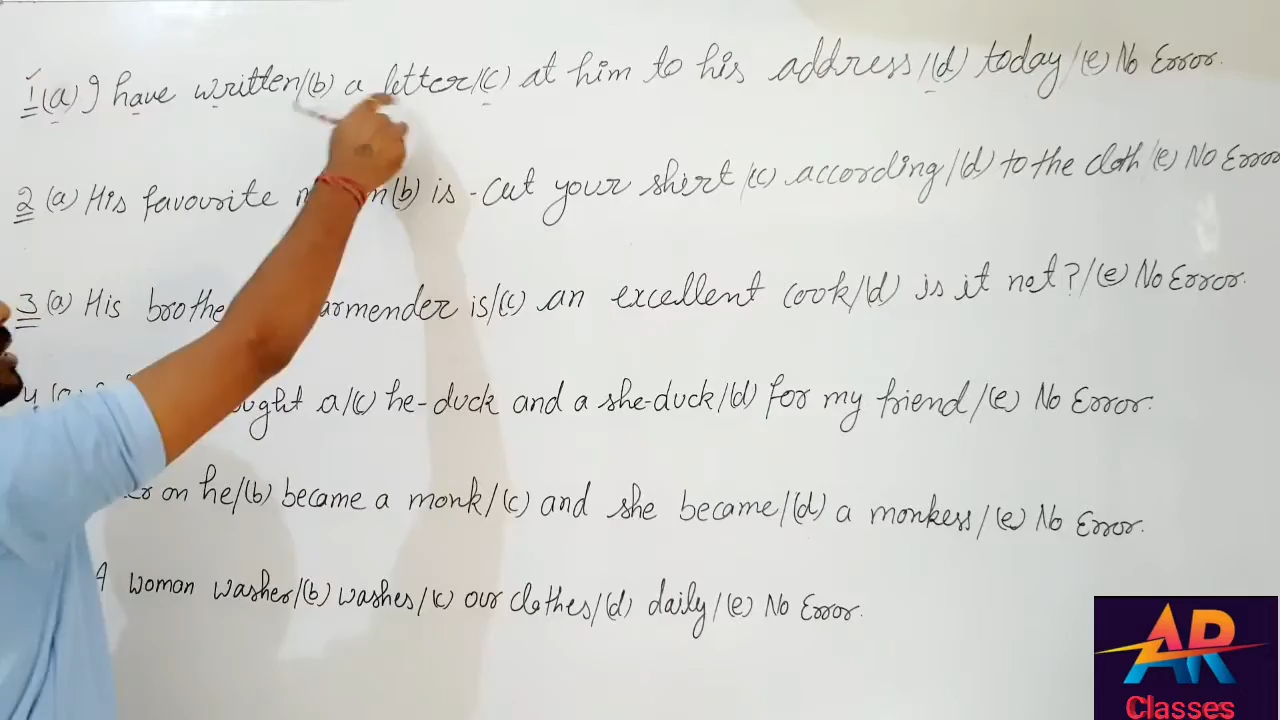 1 (a) I have written/(b) a letter/(c) at him to his address/(d) today/(e) No Error.
2 (a) His favourite (b) is - cut your shirt/(c) according/(d) to the cloth/(e) No Error
3 (a) His brothe armender is/(c) an excellent cook/(d) is it not?/(e) No Error.
4 ought a/(c) he-duck and a she-duck/(d) for my friend/(e) No Error.
on he/(b) became a monk/(c) and she became/(d) a monkess/(e) No Error.
A woman washer/(b) washes/(c) our clothes/(d) daily/(e) No Error.
AR
Classes